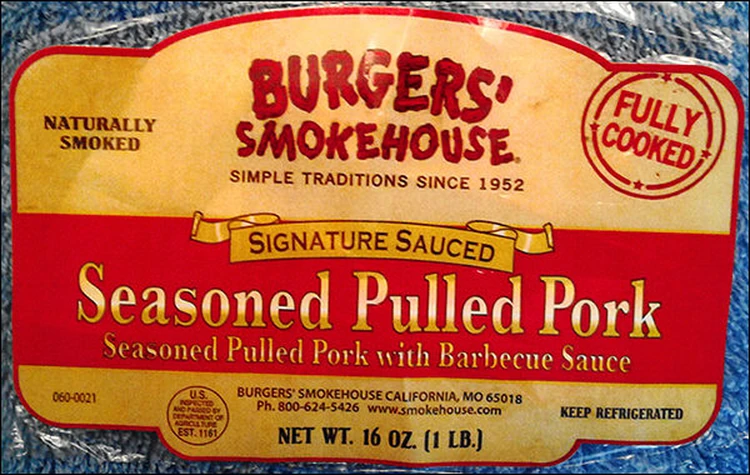 BURGERS'
SMOKEHOUSE.
SIMPLE TRADITIONS SINCE 1952
NATURALLY
SMOKED
FULLY
COOKED
SIGNATURE SAUCED
Seasoned Pulled Pork
Seasoned Pulled Pork with Barbecue Sauce
060-0021
U.S.
INSPECTED
AND PASSED BY
DEPARTMENT OF
AGRICULTURE
EST. 1161
BURGERS' SMOKEHOUSE CALIFORNIA, MO 65018
Ph. 800-624-5426 www.smokehouse.com
NET WT. 16 OZ. (1 LB.)
KEEP REFRIGERATED